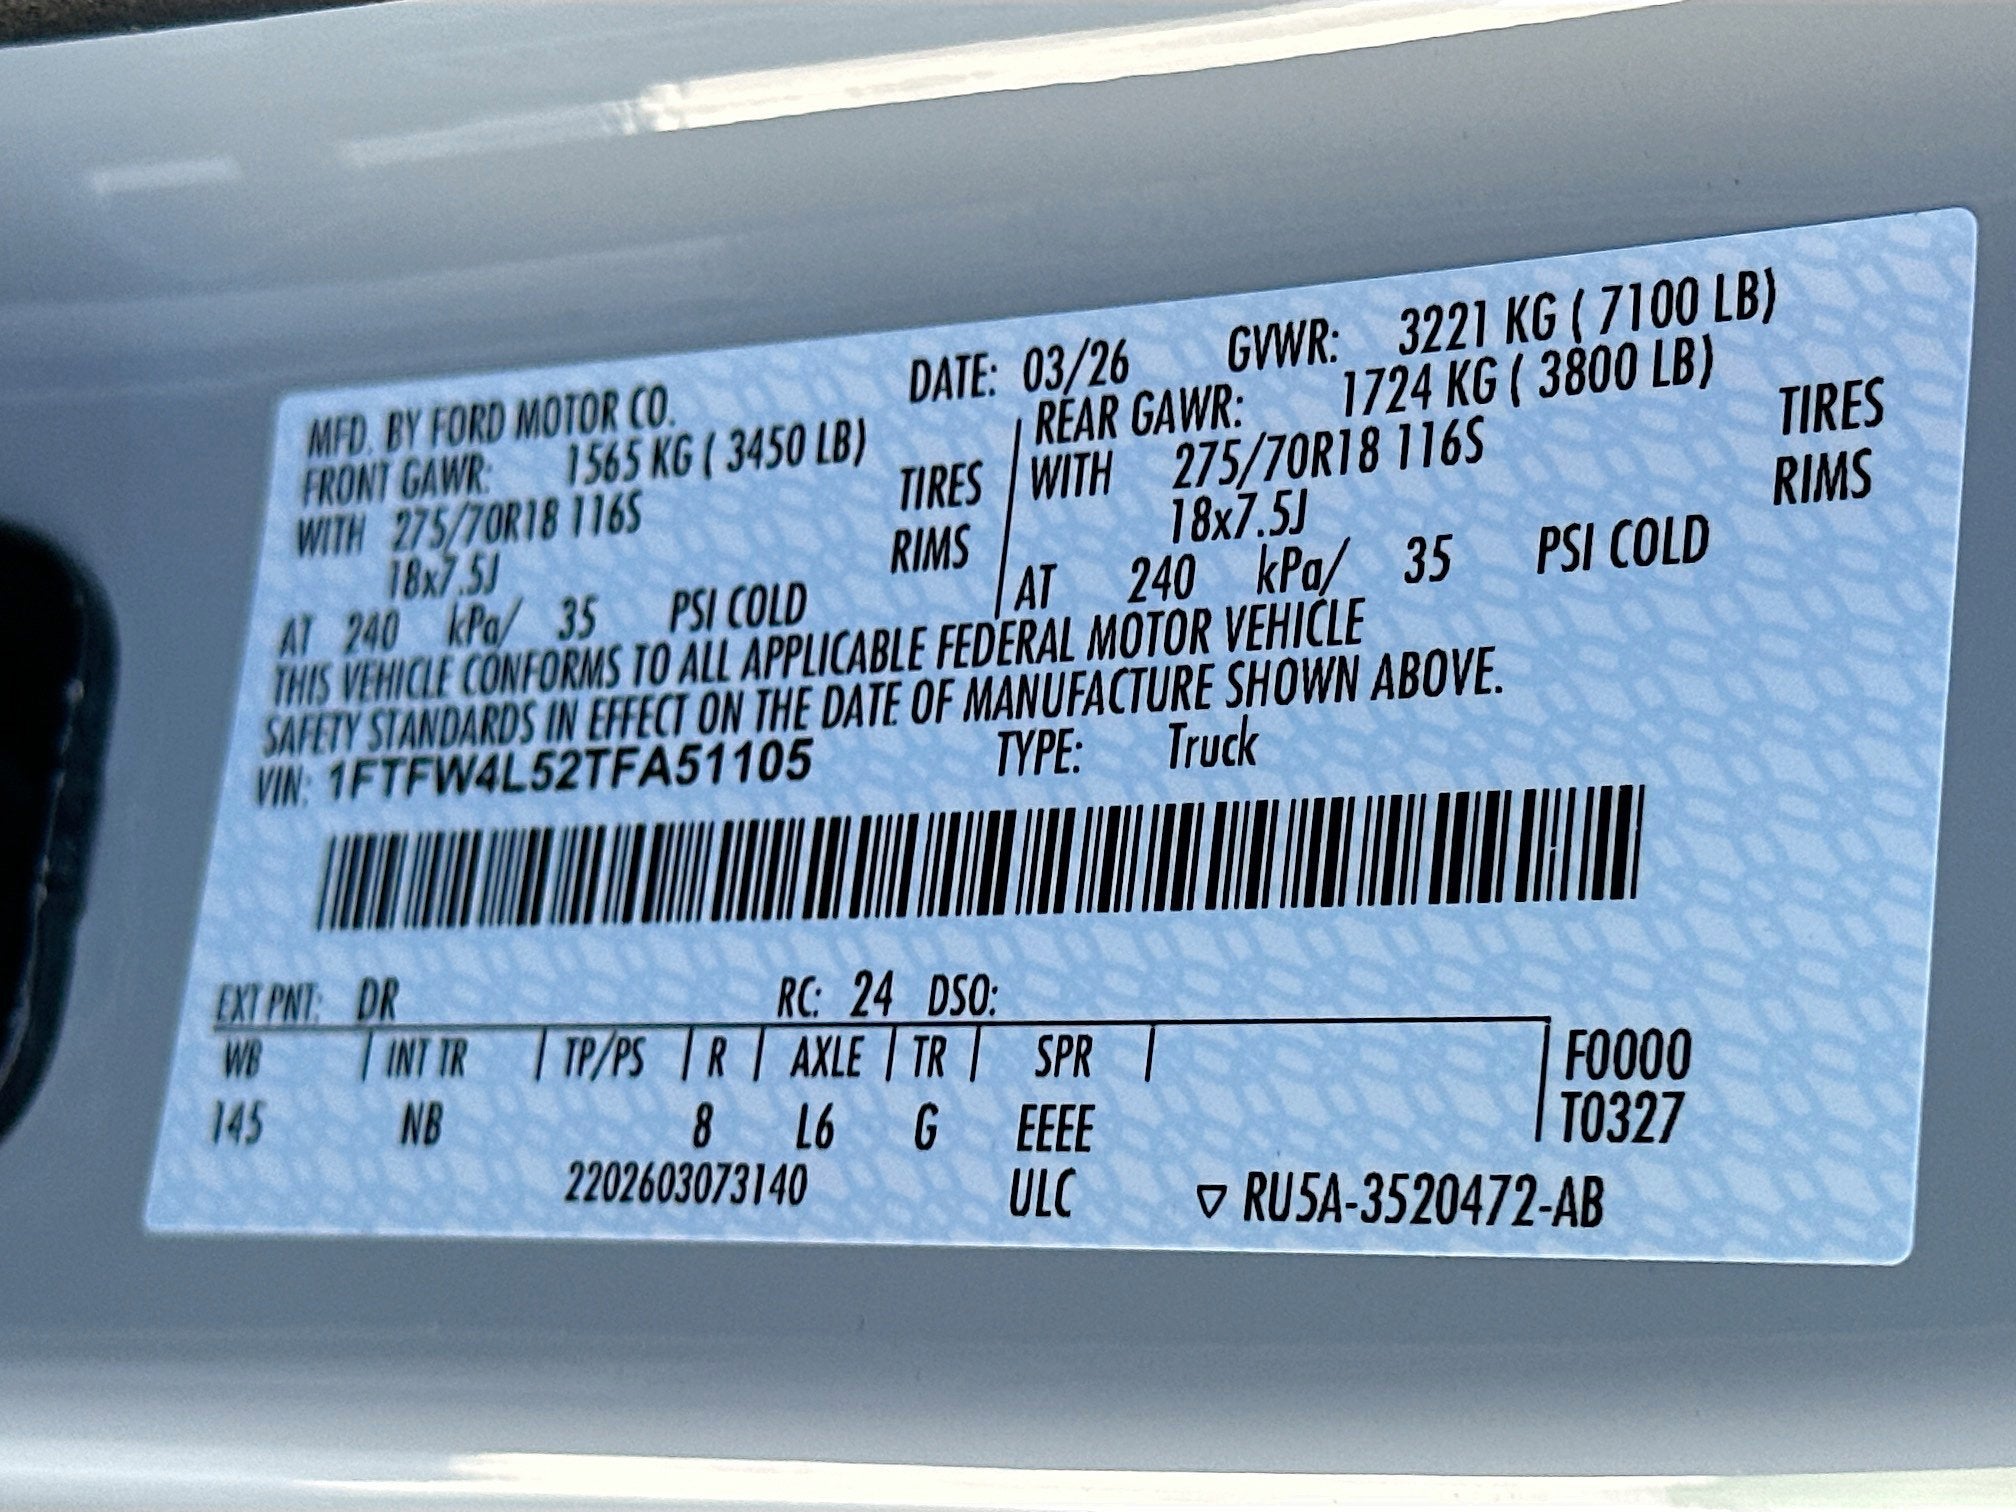 MFD. BY FORD MOTOR CO. DATE: 03/26 GVWR: 3221 KG ( 7100 LB)
FRONT GAWR: 1565 KG ( 3450 LB) REAR GAWR: 1724 KG ( 3800 LB)
WITH 275/70R18 116S TIRES WITH 275/70R18 116S TIRES
18x7.5J RIMS 18x7.5J RIMS
AT 240 kPa/ 35 PSI COLD AT 240 kPa/ 35 PSI COLD
THIS VEHICLE CONFORMS TO ALL APPLICABLE FEDERAL MOTOR VEHICLE
SAFETY STANDARDS IN EFFECT ON THE DATE OF MANUFACTURE SHOWN ABOVE.
VIN: 1FTFW4L52TFA51105 TYPE: Truck
EXT PNT: DR RC: 24 DSO:
WB | INT TR | TP/PS | R | AXLE | TR | SPR | F0000
145 NB 8 L6 G EEEE T0327
2202603073140 ULC ▽ RU5A-3520472-AB